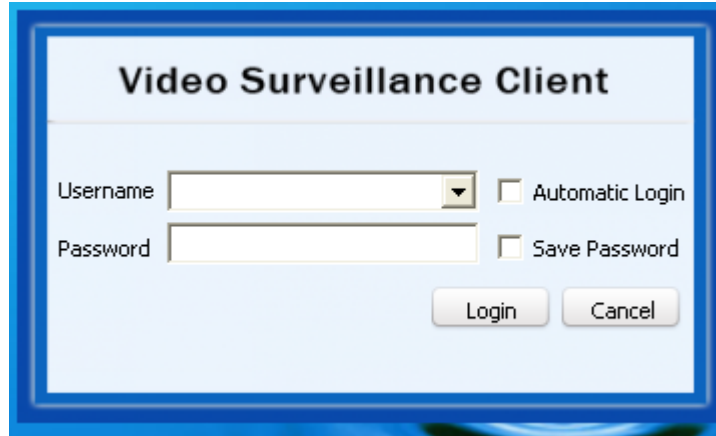 Video Surveillance Client
Username Automatic Login
Password Save Password
Login Cancel